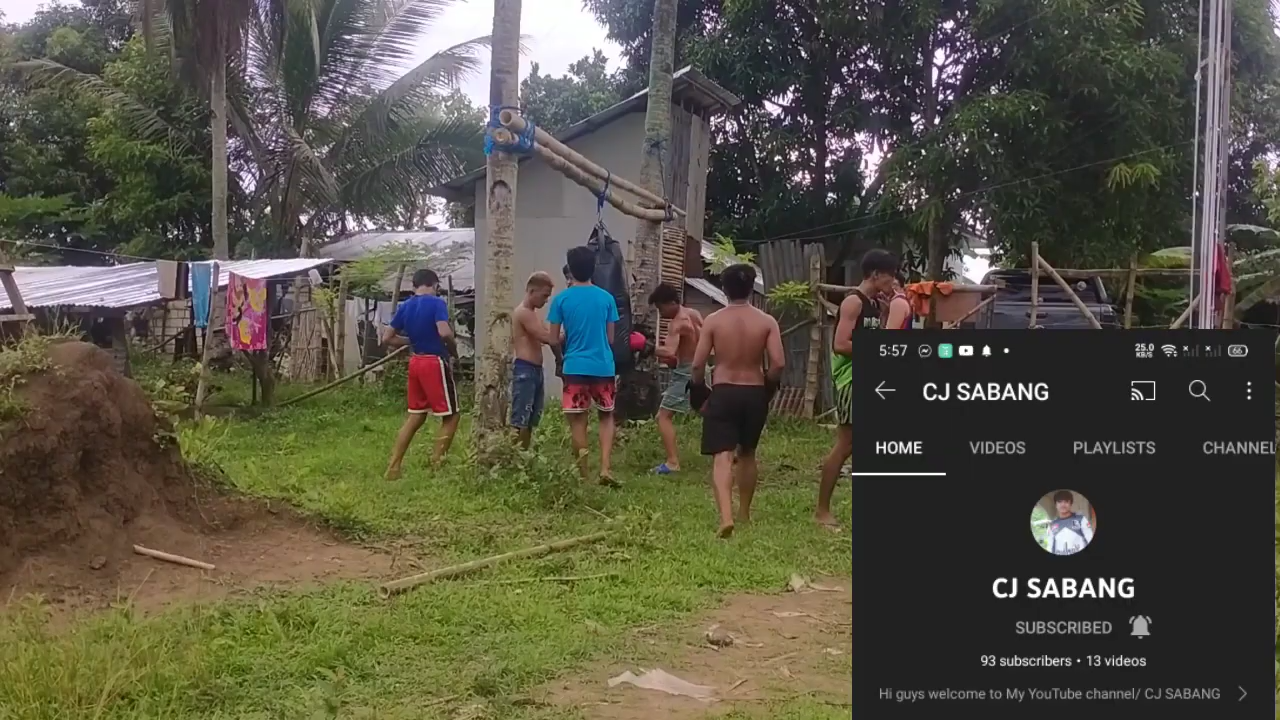 5:57 25.0 KB/S 66
CJ SABANG
HOME VIDEOS PLAYLISTS CHANNEL
CJ SABANG
SUBSCRIBED
93 subscribers • 13 videos
Hi guys welcome to My YouTube channel/ CJ SABANG